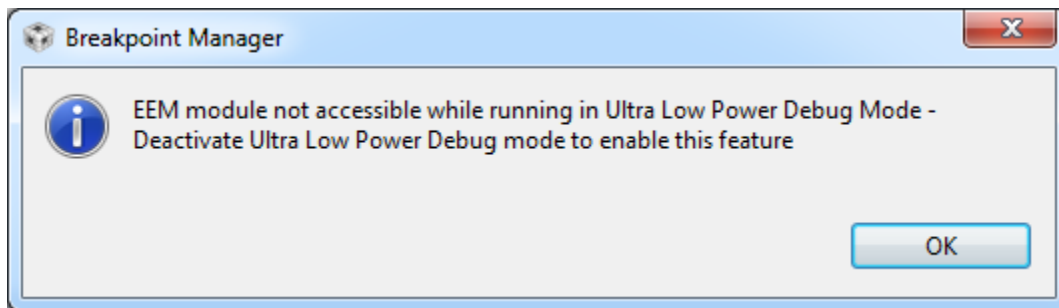 Breakpoint Manager
EEM module not accessible while running in Ultra Low Power Debug Mode -
Deactivate Ultra Low Power Debug mode to enable this feature
OK